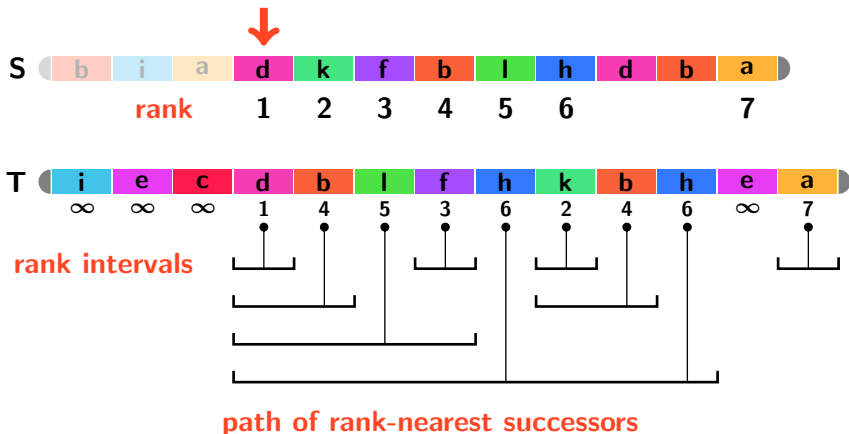 S b i a d k f b l h d b a
rank 1 2 3 4 5 6 7
T i e c d b l f h k b h e a
∞ ∞ ∞ 1 4 5 3 6 2 4 6 ∞ 7
rank intervals
path of rank-nearest successors